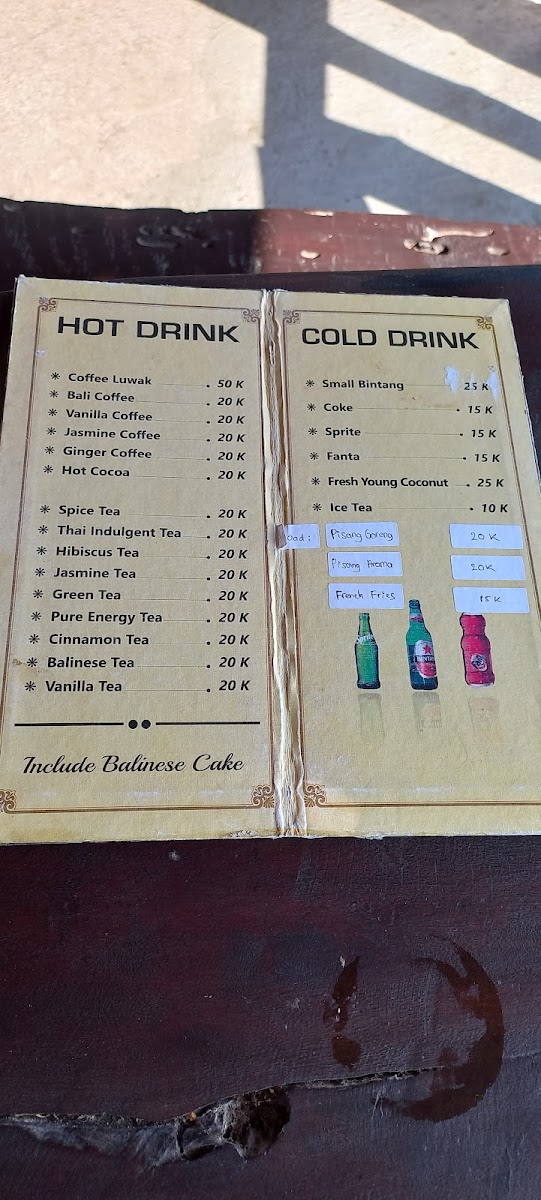 HOT DRINK
Coffee Luwak 50 K
Bali Coffee 20 K
Vanilla Coffee 20 K
Jasmine Coffee 20 K
Ginger Coffee 20 K
Hot Cocoa 20 K
Spice Tea 20 K
Thai Indulgent Tea 20 K
Hibiscus Tea 20 K
Jasmine Tea 20 K
Green Tea 20 K
Pure Energy Tea 20 K
Cinnamon Tea 20 K
Balinese Tea 20 K
Vanilla Tea 20 K
Include Balinese Cake
COLD DRINK
Small Bintang 25 K
Coke 15 K
Sprite 15 K
Fanta 15 K
Fresh Young Coconut 25 K
Ice Tea 10 K
Pisang Goreng 20 K
Pisang 20K
French Fries 15 K